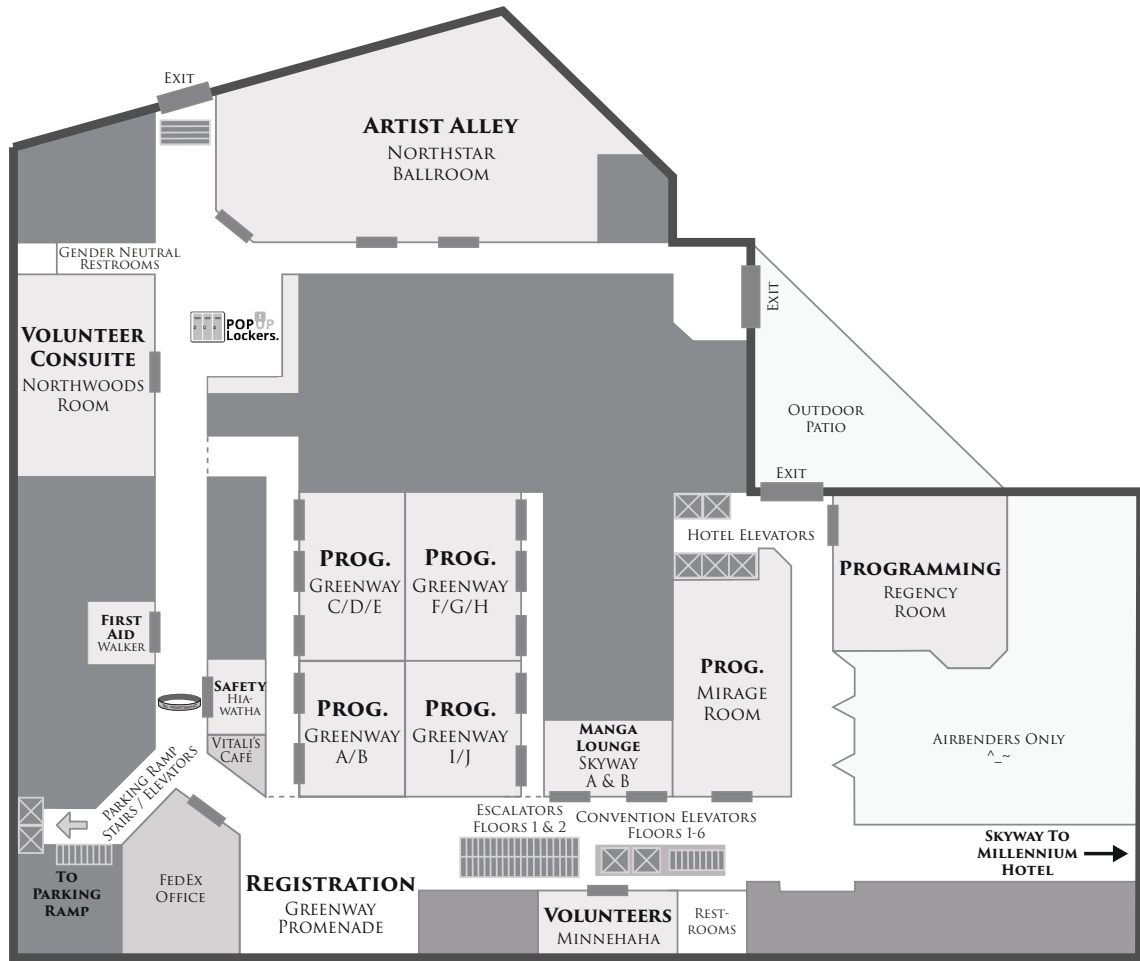 Exit
Artist Alley
Northstar
Ballroom
Gender Neutral
Restrooms
Exit
POP UP
Lockers.
Volunteer
Consuite
Northwoods
Room
Outdoor
Patio
Exit
Hotel Elevators
Prog.
Greenway
C/D/E
Prog.
Greenway
F/G/H
Programming
Regency
Room
First
Aid
Walker
Safety
Hia-
watha
Prog.
Mirage
Room
Prog.
Greenway
A/B
Prog.
Greenway
I/J
Vitali's
Café
Manga
Lounge
Skyway
A & B
Airbenders Only
^_~
Parking Ramp
Stairs / Elevators
Escalators
Floors 1 & 2
Convention Elevators
Floors 1-6
Skyway To
Millennium
Hotel
To
Parking
Ramp
FedEx
Office
Registration
Greenway
Promenade
Volunteers
Minnehaha
Rest-
rooms